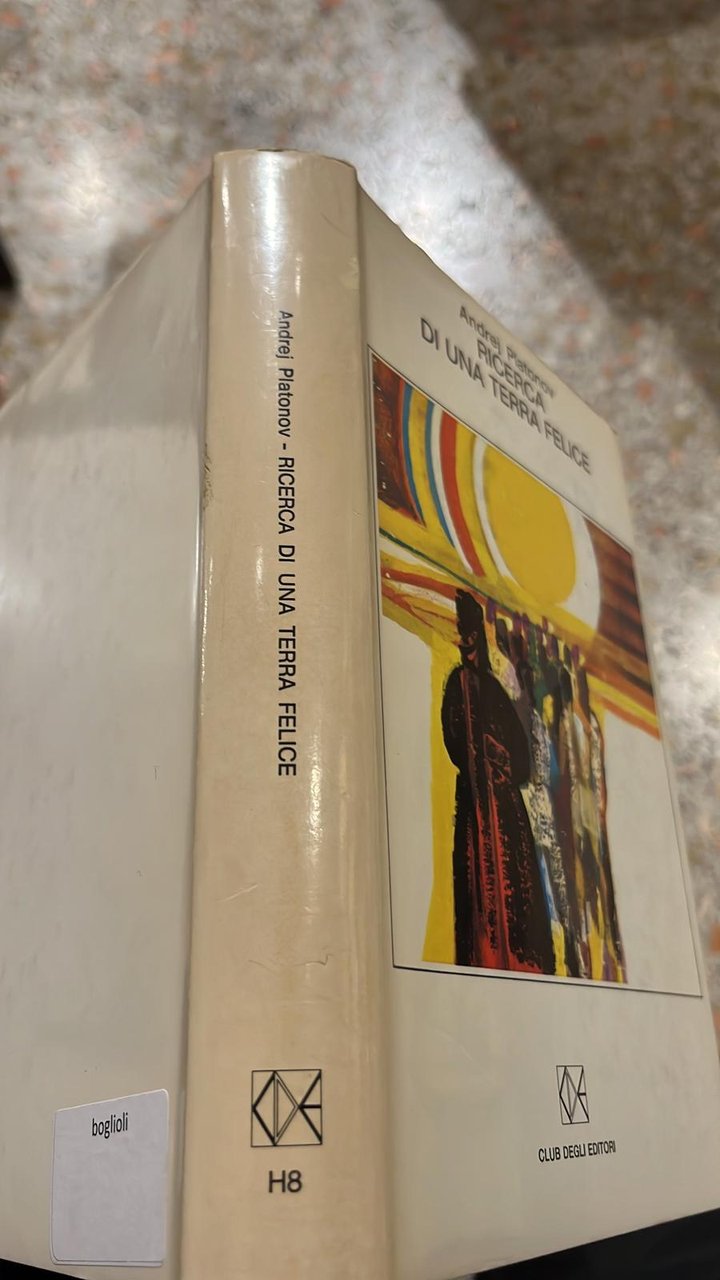 Andrej Platonov - RICERCA DI UNA TERRA FELICE
H8
Andrej Platonov
RICERCA
DI UNA TERRA FELICE
CLUB DEGLI EDITORI
boglioli